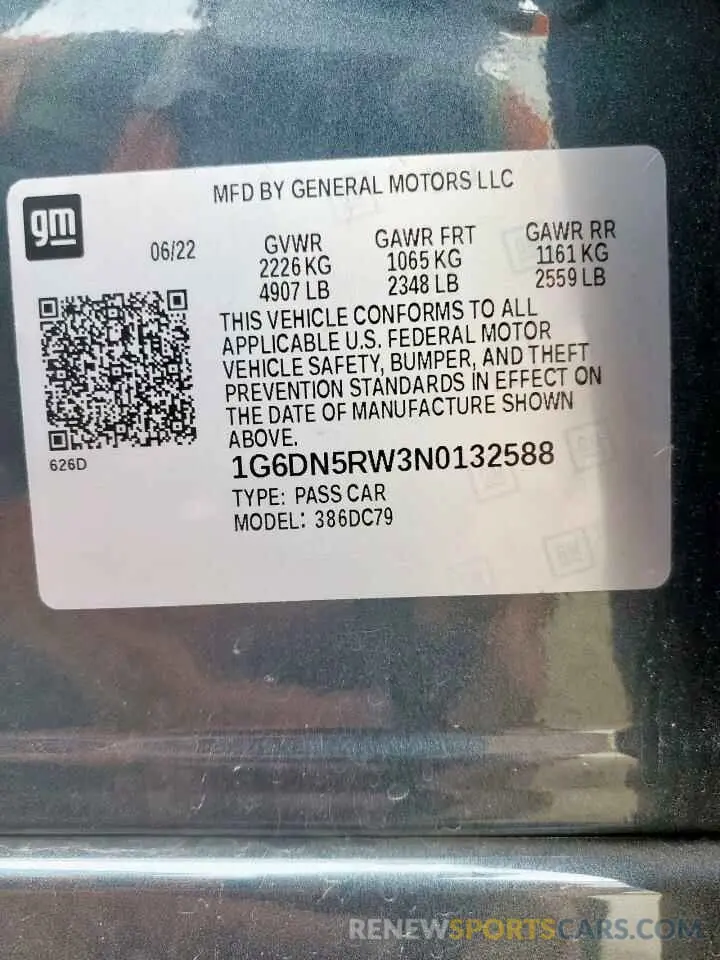 MFD BY GENERAL MOTORS LLC
gm
06/22
GVWR
2226 KG
4907 LB
GAWR FRT
1065 KG
2348 LB
GAWR RR
1161 KG
2559 LB
THIS VEHICLE CONFORMS TO ALL
APPLICABLE U.S. FEDERAL MOTOR
VEHICLE SAFETY, BUMPER, AND THEFT
PREVENTION STANDARDS IN EFFECT ON
THE DATE OF MANUFACTURE SHOWN
ABOVE.
626D
1G6DN5RW3N0132588
TYPE: PASS CAR
MODEL: 386DC79
RENEWSPORTSCARS.COM